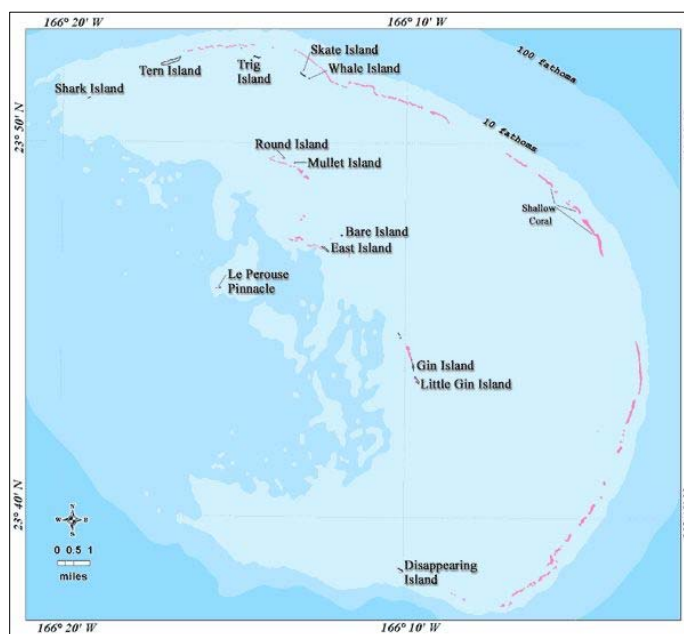 166° 20' W
166° 10' W
100 fathoms
Skate Island
Whale Island
Trig
Island
Tern Island
Shark Island
23° 50' N
10 fathoms
Round Island
Mullet Island
Shallow
Coral
Bare Island
East Island
Le Perouse
Pinnacle
Gin Island
Little Gin Island
23° 40' N
N
W
E
S
0 0.5 1
miles
Disappearing
Island
166° 20' W
166° 10' W